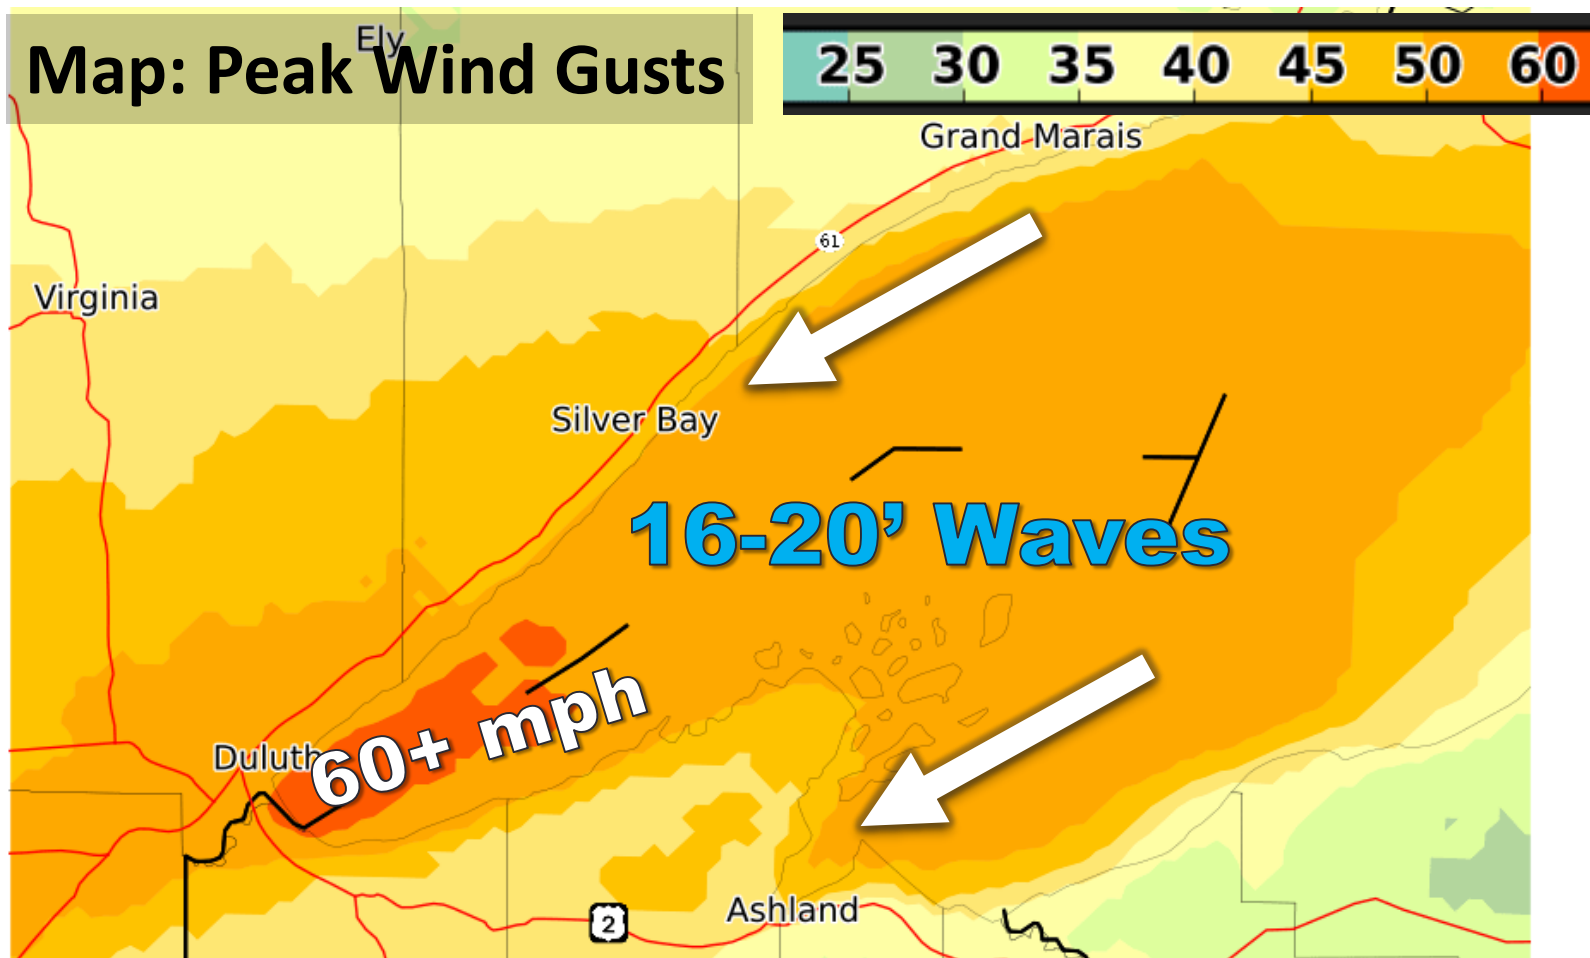 Ely
Map: Peak Wind Gusts
25 30 35 40 45 50 60
Grand Marais
61
Virginia
Silver Bay
16-20’ Waves
60+ mph
Duluth
Ashland
2